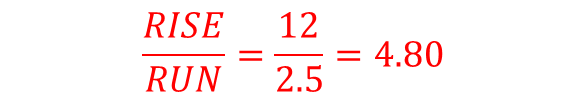 RISE/RUN = 12/2.5 = 4.80